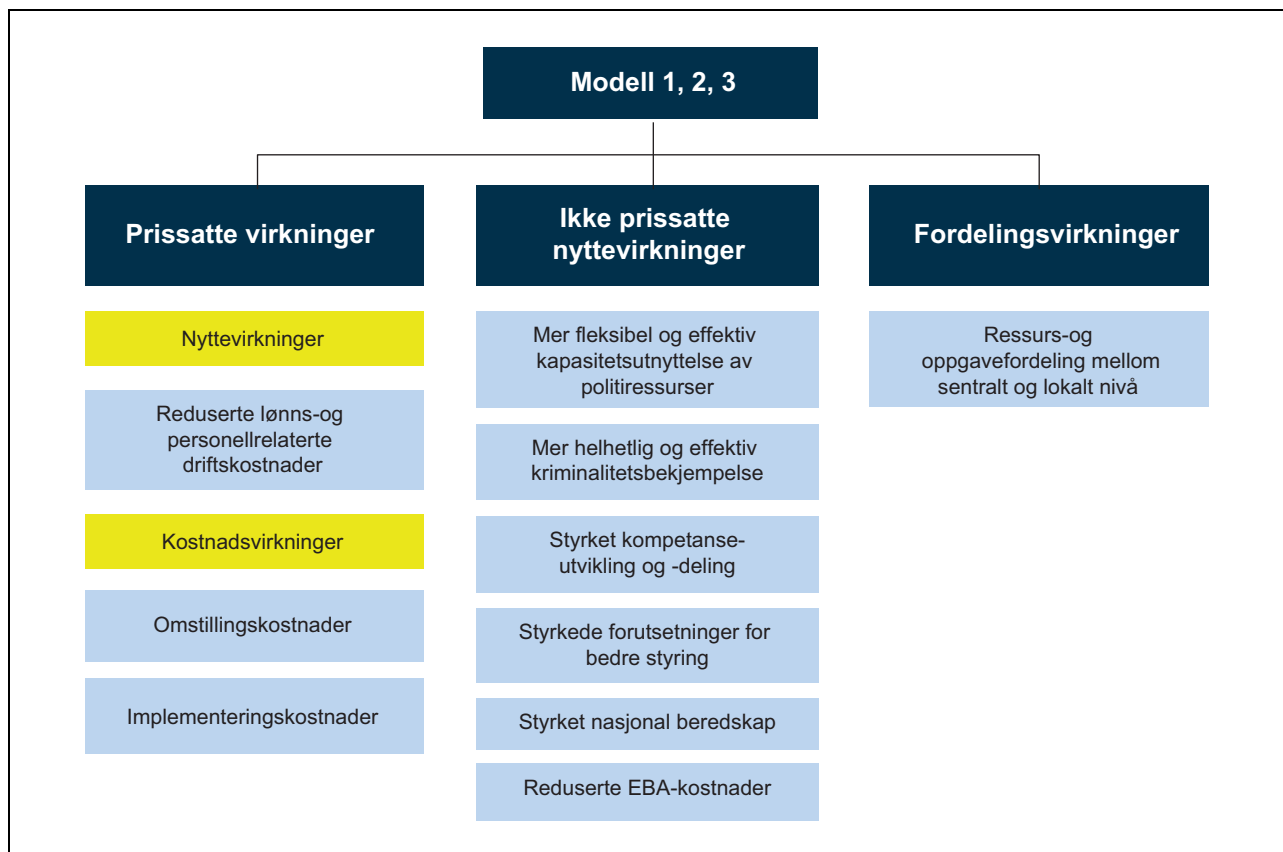 Modell 1, 2, 3
Prissatte virkninger
Nyttevirkninger
Reduserte lønns-og
personellrelaterte
driftskostnader
Kostnadsvirkninger
Omstillingskostnader
Implementeringskostnader
Ikke prissatte
nyttevirkninger
Mer fleksibel og effektiv
kapasitetsutnyttelse av
politiressurser
Mer helhetlig og effektiv
kriminalitetsbekjempelse
Styrket kompetanse-
utvikling og -deling
Styrkede forutsetninger for
bedre styring
Styrket nasjonal beredskap
Reduserte EBA-kostnader
Fordelingsvirkninger
Ressurs-og
oppgavefordeling mellom
sentralt og lokalt nivå